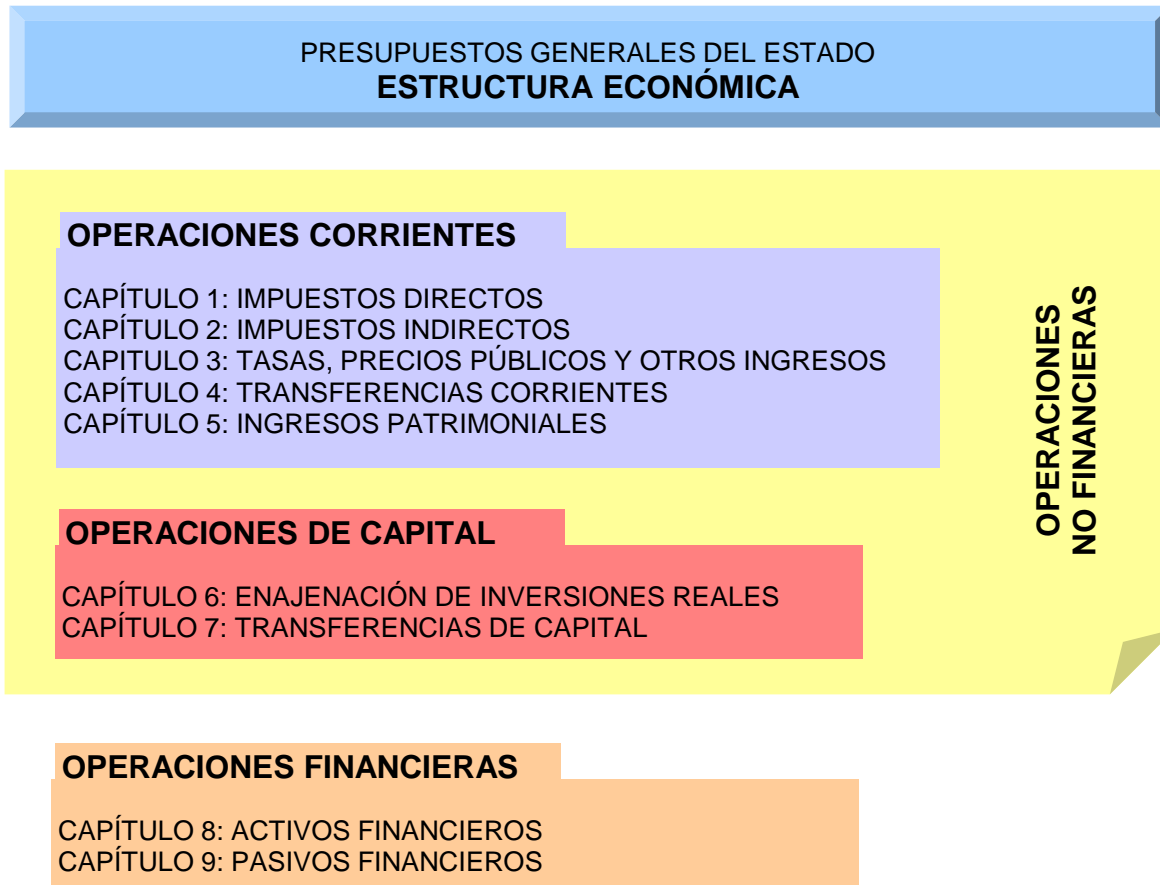 PRESUPUESTOS GENERALES DEL ESTADO
ESTRUCTURA ECONÓMICA
OPERACIONES CORRIENTES
CAPÍTULO 1: IMPUESTOS DIRECTOS
CAPÍTULO 2: IMPUESTOS INDIRECTOS
CAPITULO 3: TASAS, PRECIOS PÚBLICOS Y OTROS INGRESOS
CAPÍTULO 4: TRANSFERENCIAS CORRIENTES
CAPÍTULO 5: INGRESOS PATRIMONIALES
OPERACIONES DE CAPITAL
CAPÍTULO 6: ENAJENACIÓN DE INVERSIONES REALES
CAPÍTULO 7: TRANSFERENCIAS DE CAPITAL
OPERACIONES
NO FINANCIERAS
OPERACIONES FINANCIERAS
CAPÍTULO 8: ACTIVOS FINANCIEROS
CAPÍTULO 9: PASIVOS FINANCIEROS